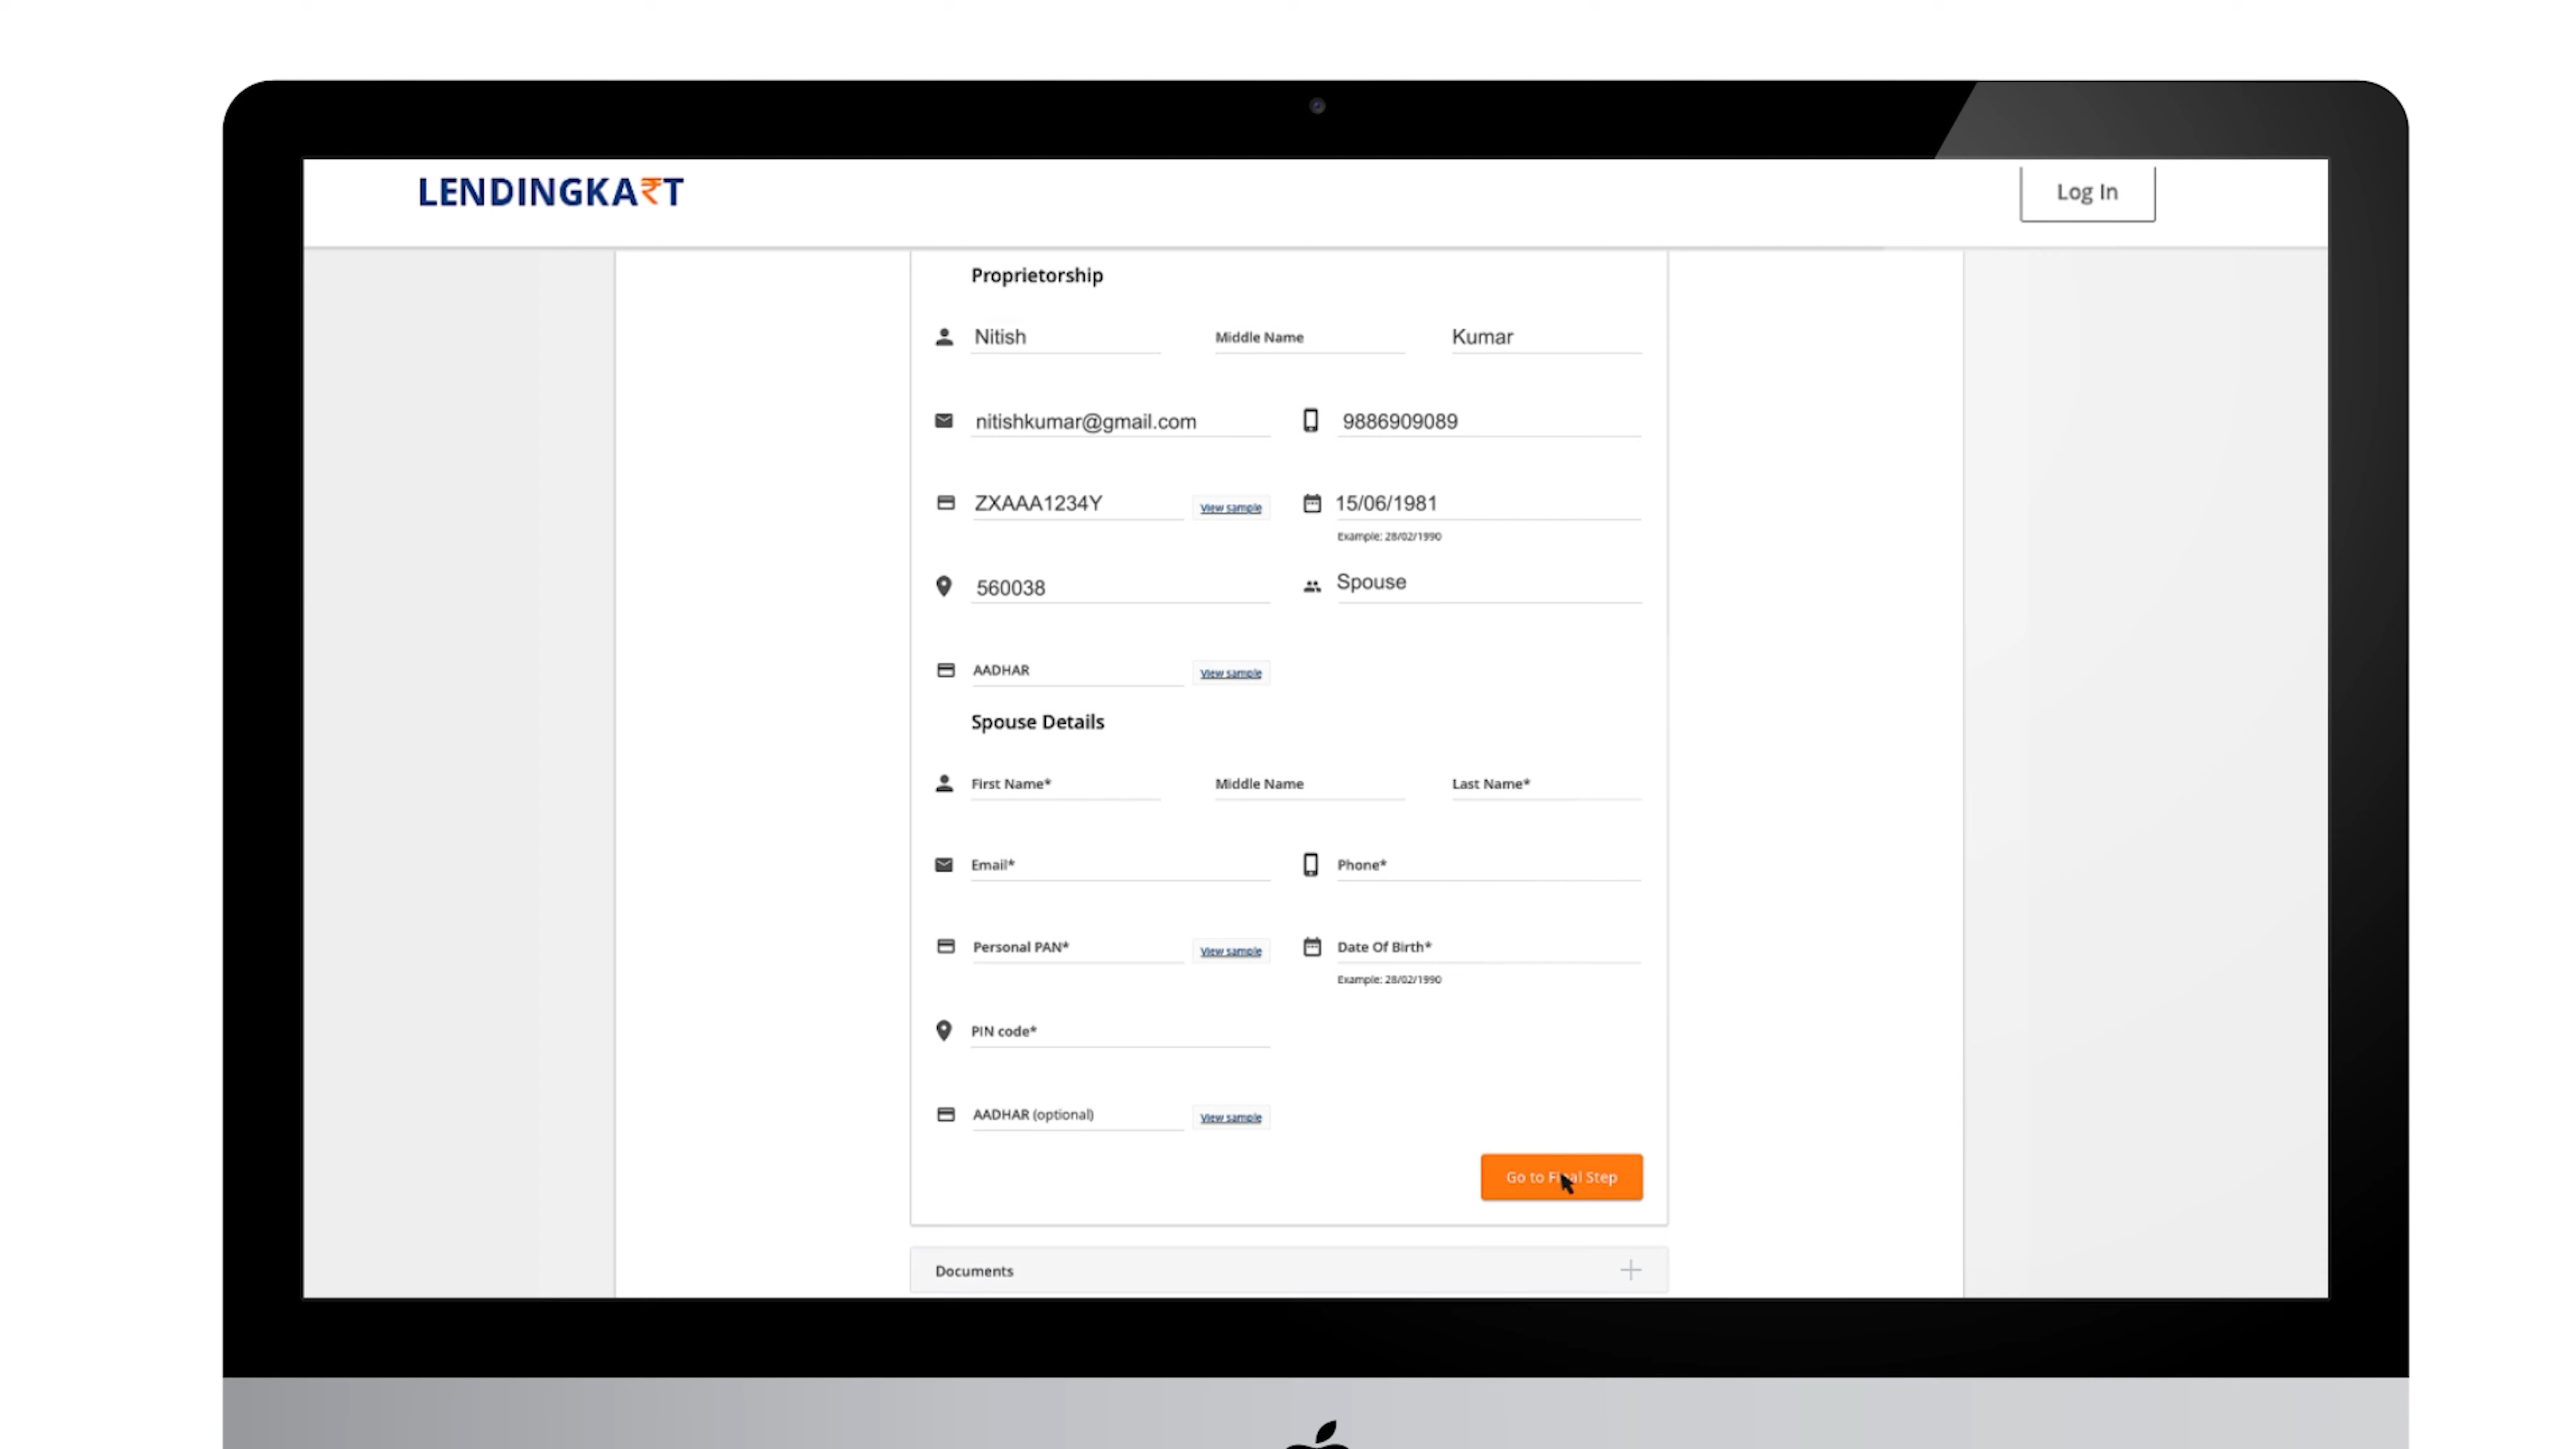 LENDINGKA₹T
Log In
Proprietorship
Nitish Middle Name Kumar
nitishkumar@gmail.com 9886909089
ZXAAA1234Y View sample 15/06/1981
Example: 28/02/1990
560038 Spouse
AADHAR View sample
Spouse Details
First Name* Middle Name Last Name*
Email* Phone*
Personal PAN* View sample Date Of Birth*
Example: 28/02/1990
PIN code*
AADHAR (optional) View sample
Go to Final Step
Documents